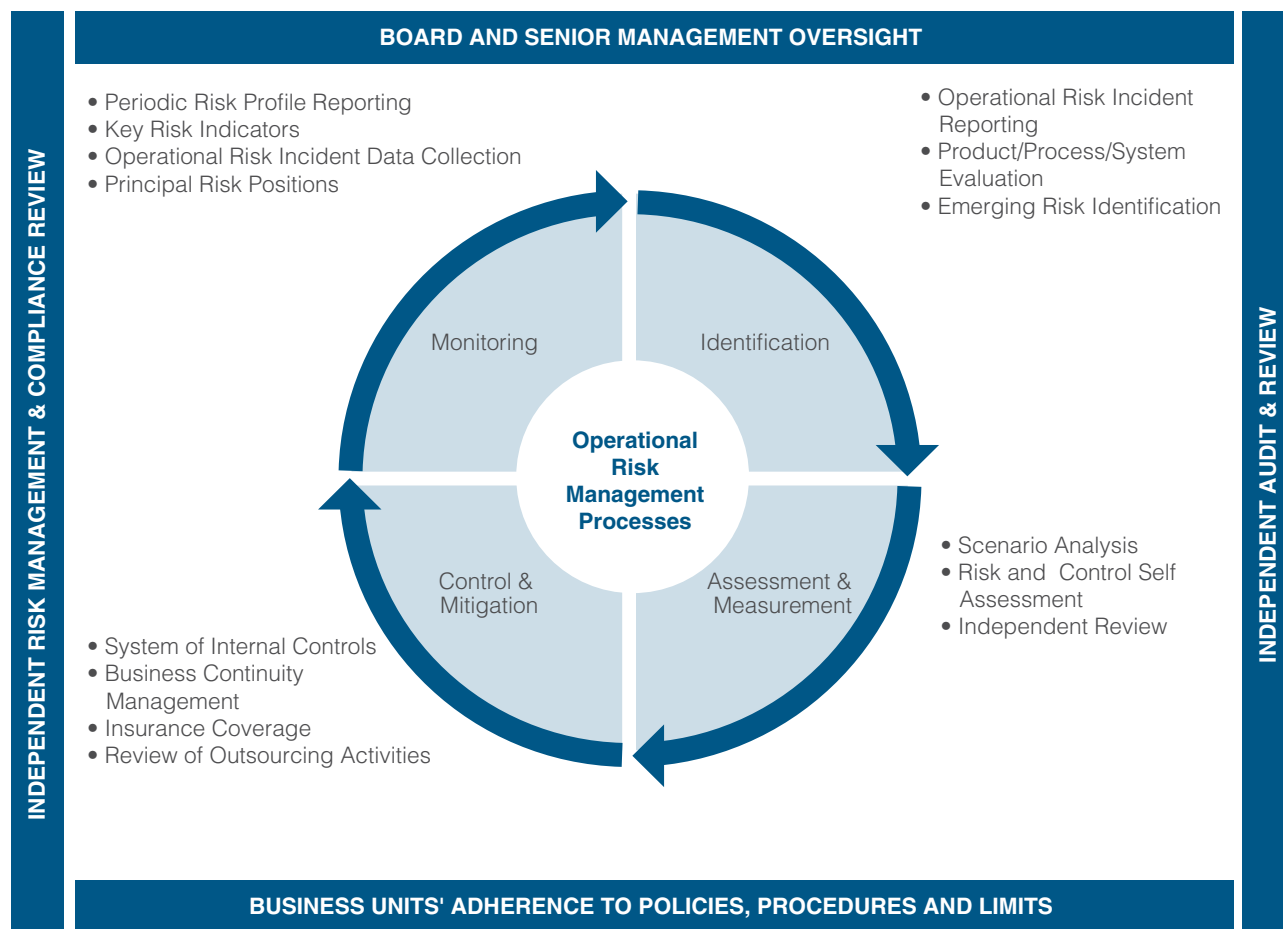 BOARD AND SENIOR MANAGEMENT OVERSIGHT
INDEPENDENT RISK MANAGEMENT & COMPLIANCE REVIEW
• Periodic Risk Profile Reporting
• Key Risk Indicators
• Operational Risk Incident Data Collection
• Principal Risk Positions
• Operational Risk Incident
Reporting
• Product/Process/System
Evaluation
• Emerging Risk Identification
Monitoring
Identification
Operational
Risk
Management
Processes
Control &
Mitigation
Assessment &
Measurement
• Scenario Analysis
• Risk and  Control Self
Assessment
• Independent Review
• System of Internal Controls
• Business Continuity
Management
• Insurance Coverage
• Review of Outsourcing Activities
INDEPENDENT AUDIT & REVIEW
BUSINESS UNITS' ADHERENCE TO POLICIES, PROCEDURES AND LIMITS